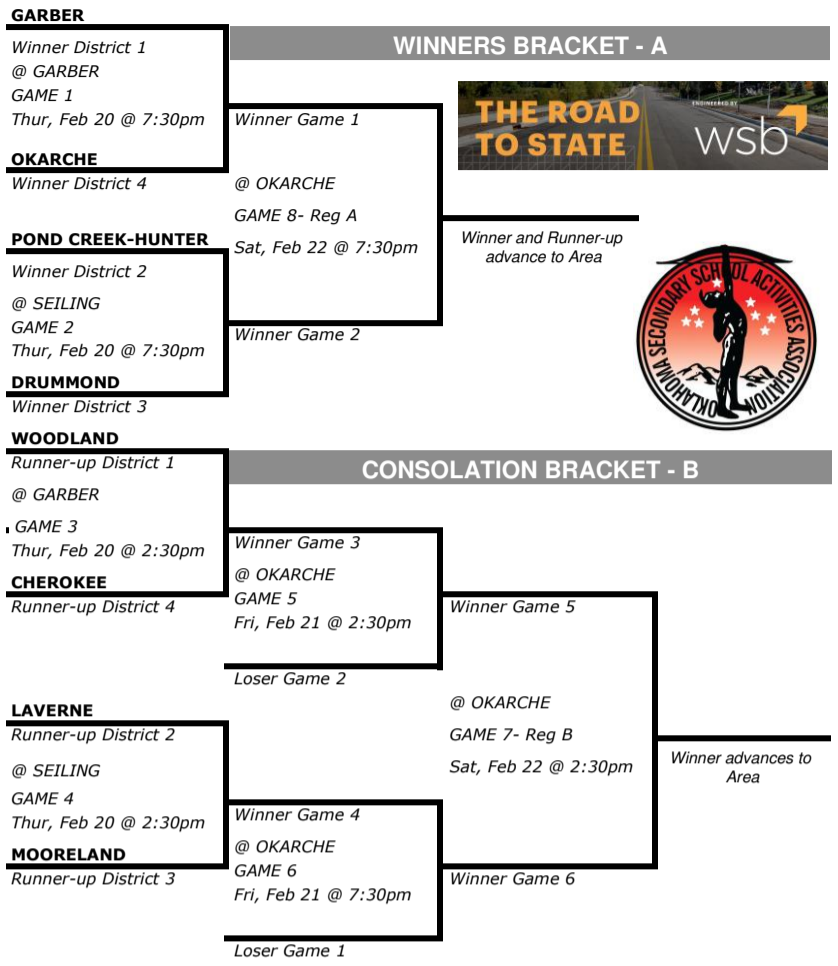 GARBER
WINNERS BRACKET - A
Winner District 1
@ GARBER
GAME 1
Thur, Feb 20 @ 7:30pm
Winner Game 1
THE ROAD
TO STATE
ENGINEERED BY
wsb
OKARCHE
Winner District 4
@ OKARCHE
GAME 8- Reg A
Sat, Feb 22 @ 7:30pm
Winner and Runner-up
advance to Area
POND CREEK-HUNTER
Winner District 2
@ SEILING
GAME 2
Thur, Feb 20 @ 7:30pm
Winner Game 2
OKLAHOMA SECONDARY SCHOOL ACTIVITIES ASSOCIATION
DRUMMOND
Winner District 3
WOODLAND
Runner-up District 1
CONSOLATION BRACKET - B
@ GARBER
GAME 3
Thur, Feb 20 @ 2:30pm
Winner Game 3
@ OKARCHE
GAME 5
Fri, Feb 21 @ 2:30pm
CHEROKEE
Runner-up District 4
Winner Game 5
Loser Game 2
LAVERNE
Runner-up District 2
@ OKARCHE
GAME 7- Reg B
Sat, Feb 22 @ 2:30pm
Winner advances to
Area
@ SEILING
GAME 4
Thur, Feb 20 @ 2:30pm
Winner Game 4
@ OKARCHE
GAME 6
Fri, Feb 21 @ 7:30pm
MOORELAND
Runner-up District 3
Winner Game 6
Loser Game 1